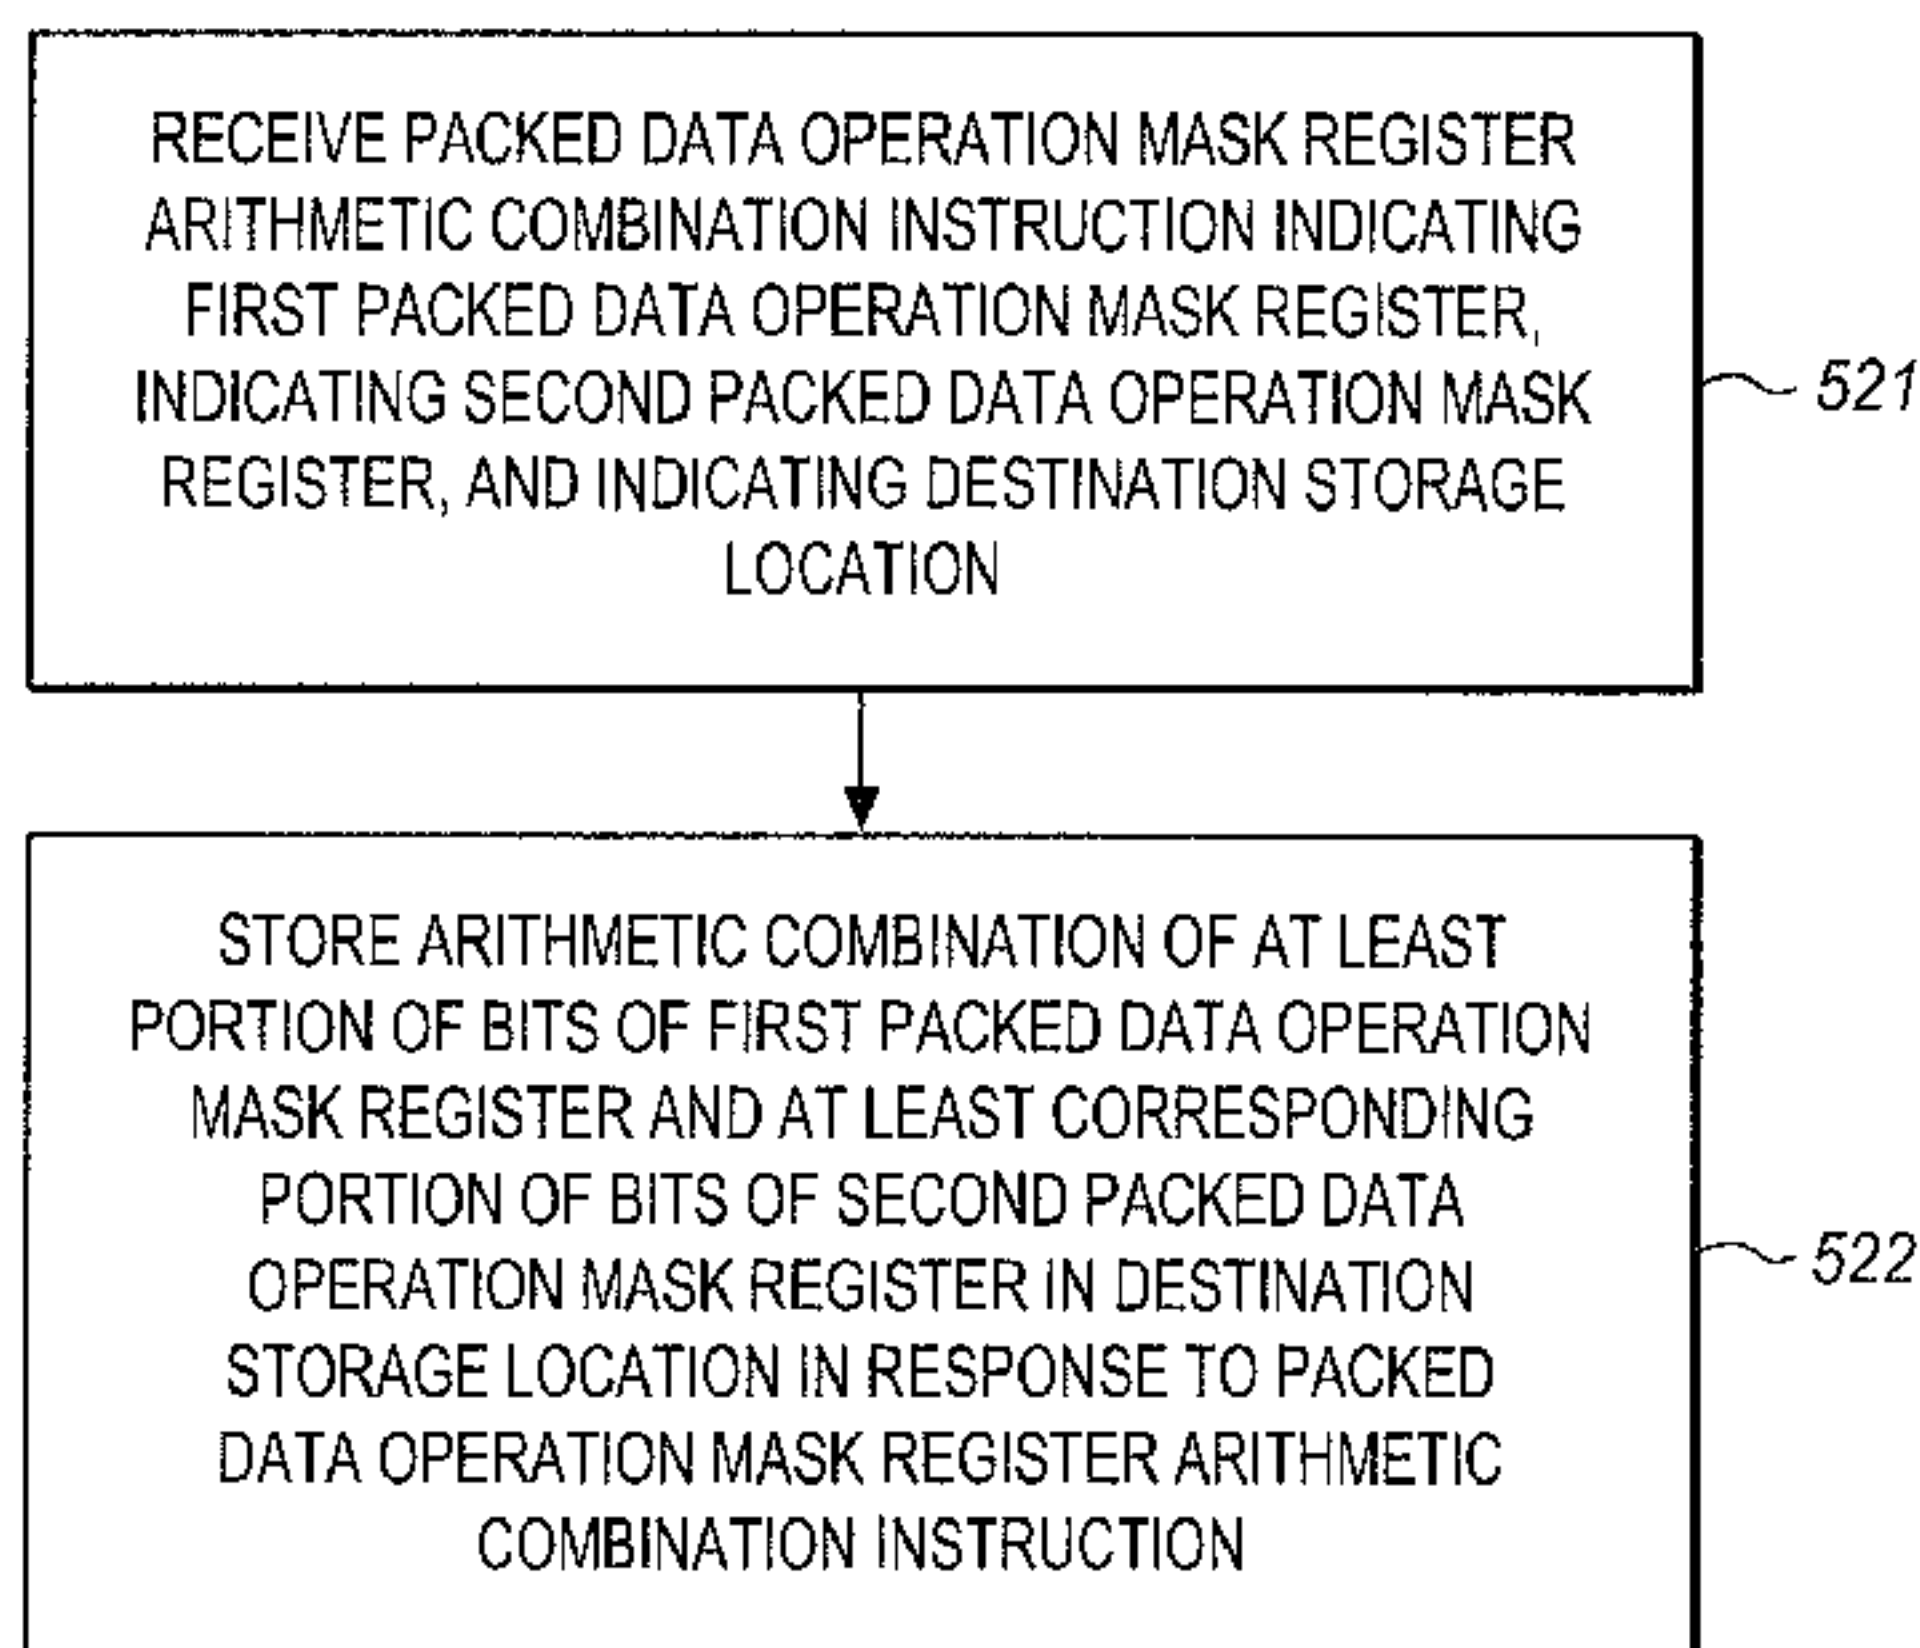 RECEIVE PACKED DATA OPERATION MASK REGISTER
ARITHMETIC COMBINATION INSTRUCTION INDICATING
FIRST PACKED DATA OPERATION MASK REGISTER,
INDICATING SECOND PACKED DATA OPERATION MASK
REGISTER, AND INDICATING DESTINATION STORAGE
LOCATION
521
STORE ARITHMETIC COMBINATION OF AT LEAST
PORTION OF BITS OF FIRST PACKED DATA OPERATION
MASK REGISTER AND AT LEAST CORRESPONDING
PORTION OF BITS OF SECOND PACKED DATA
OPERATION MASK REGISTER IN DESTINATION
STORAGE LOCATION IN RESPONSE TO PACKED
DATA OPERATION MASK REGISTER ARITHMETIC
COMBINATION INSTRUCTION
522